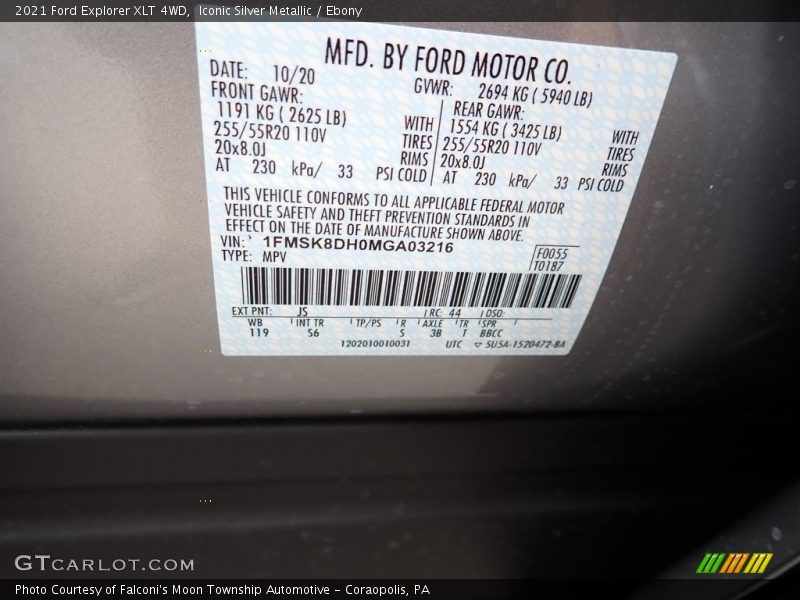 2021 Ford Explorer XLT 4WD, Iconic Silver Metallic / Ebony
MFD. BY FORD MOTOR CO.
DATE: 10/20
GVWR: 2694 KG ( 5940 LB)
FRONT GAWR:
1191 KG ( 2625 LB)
WITH
255/55R20 110V
TIRES
20x8.0J
RIMS
AT 230 kPa/ 33 PSI COLD
REAR GAWR:
1554 KG ( 3425 LB)
WITH
255/55R20 110V
TIRES
20x8.0J
RIMS
AT 230 kPa/ 33 PSI COLD
THIS VEHICLE CONFORMS TO ALL APPLICABLE FEDERAL MOTOR
VEHICLE SAFETY AND THEFT PREVENTION STANDARDS IN
EFFECT ON THE DATE OF MANUFACTURE SHOWN ABOVE.
VIN: 1FMSK8DH0MGA03216
TYPE: MPV
F0055
T0187
EXT PNT: JS RC: 44 DSO:
WB INT TR TP/PS R AXLE TR SPR
119 S6 5 3B T BBCC
1202010010031 UTC ▽ 5U5A-1520472-BA
GTCARLOT.COM
Photo Courtesy of Falconi's Moon Township Automotive - Coraopolis, PA